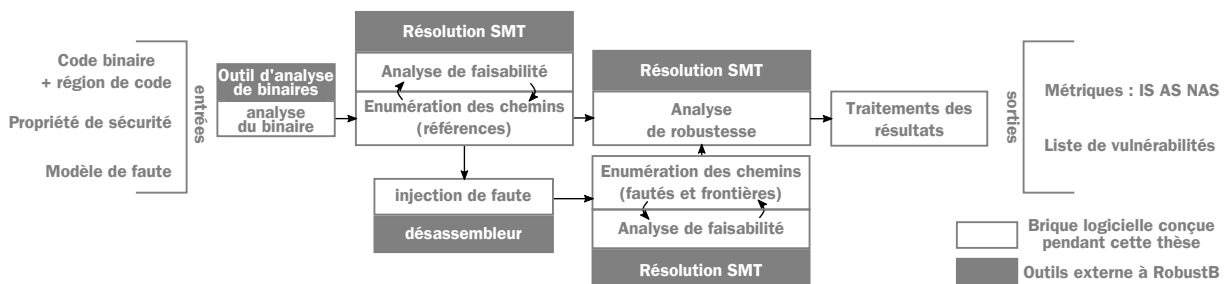 Code binaire
+ région de code
Propriété de sécurité
Modèle de faute
entrées
Outil d'analyse
de binaires
analyse
du binaire
Résolution SMT
Analyse de faisabilité
Enumération des chemins
(références)
injection de faute
désassembleur
Résolution SMT
Analyse
de robustesse
Enumération des chemins
(fautés et frontières)
Analyse de faisabilité
Résolution SMT
Traitements des
résultats
sorties
Métriques : IS AS NAS
Liste de vulnérabilités
Brique logicielle conçue
pendant cette thèse
Outils externe à RobustB